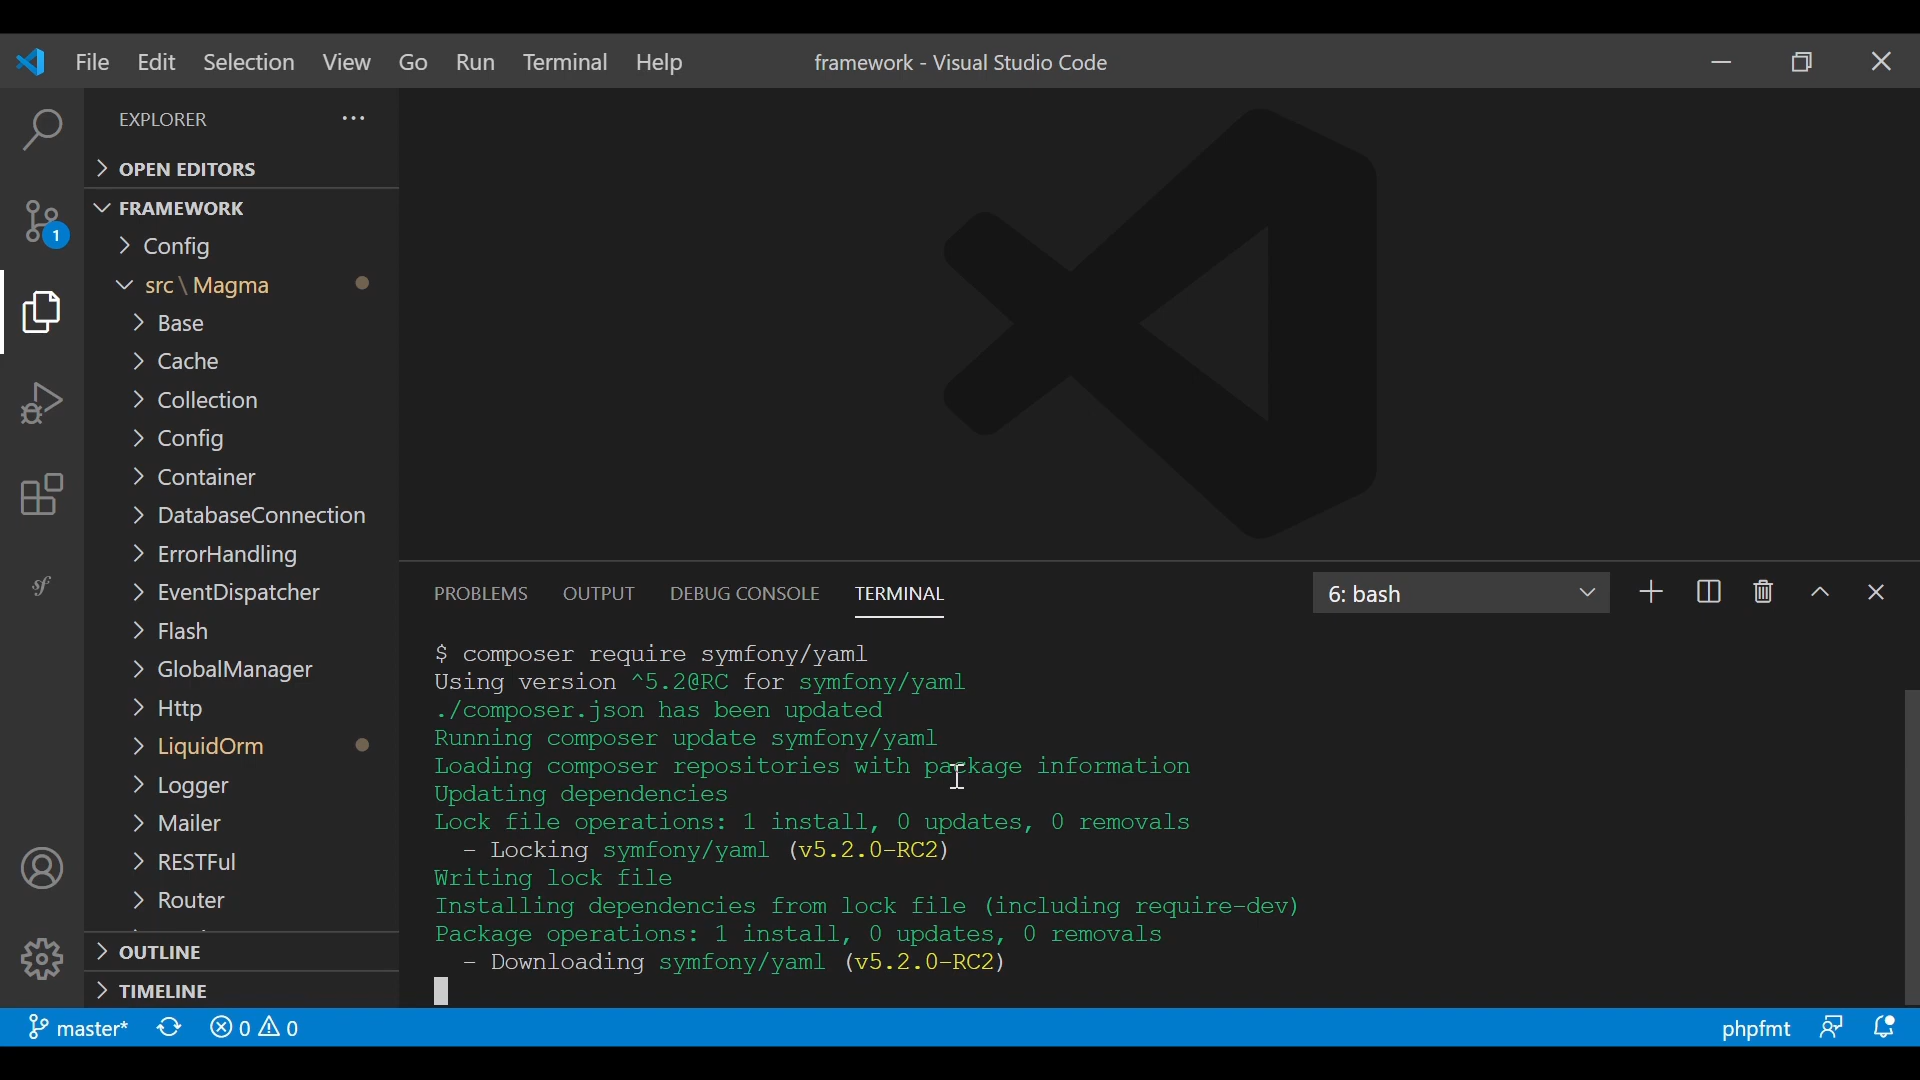 File Edit Selection View Go Run Terminal Help framework - Visual Studio Code
EXPLORER
OPEN EDITORS
FRAMEWORK
1
Config
src\Magma
Base
Cache
Collection
Config
Container
DatabaseConnection
ErrorHandling
EventDispatcher
Flash
GlobalManager
Http
LiquidOrm
Logger
Mailer
RESTFul
Router
OUTLINE
TIMELINE
sf
PROBLEMS OUTPUT DEBUG CONSOLE TERMINAL 6: bash
$ composer require symfony/yaml
Using version ^5.2@RC for symfony/yaml
./composer.json has been updated
Running composer update symfony/yaml
Loading composer repositories with package information
Updating dependencies
Lock file operations: 1 install, 0 updates, 0 removals
- Locking symfony/yaml (v5.2.0-RC2)
Writing lock file
Installing dependencies from lock file (including require-dev)
Package operations: 1 install, 0 updates, 0 removals
- Downloading symfony/yaml (v5.2.0-RC2)
master* 0 0 phpfmt